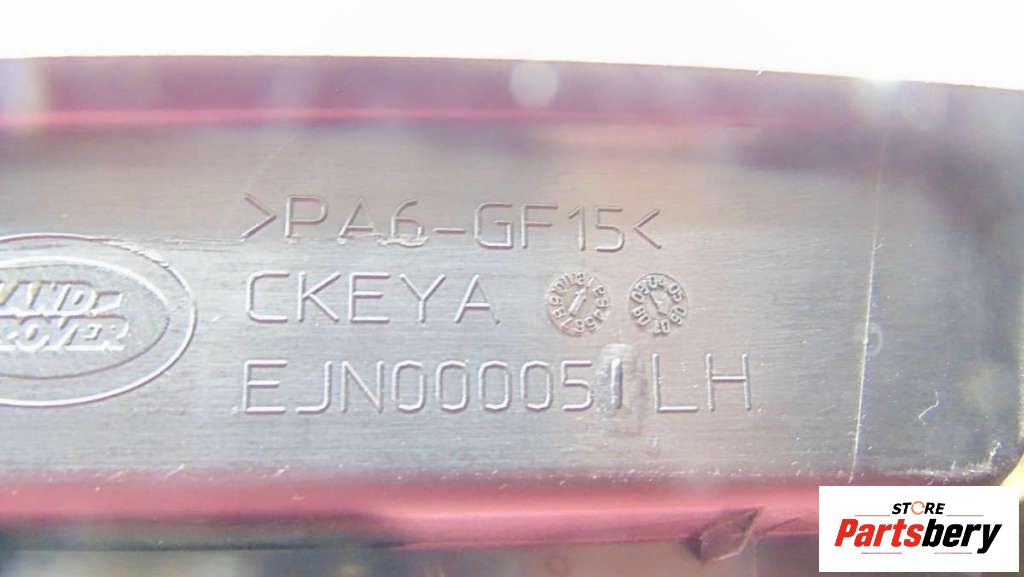 >PA6-GF15<
CKEYA
LAND-
ROVER
EJN000051 LH
STORE
Partsbery